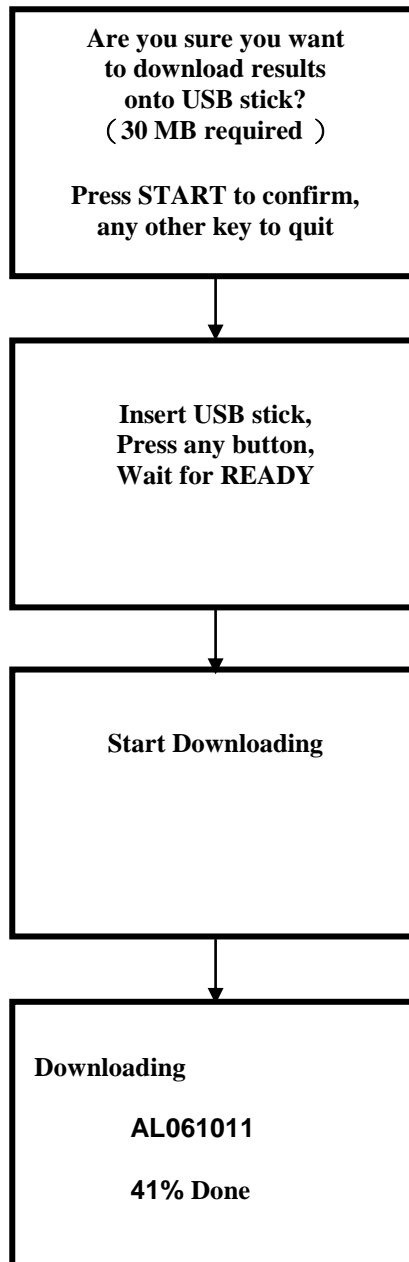 Are you sure you want
to download results
onto USB stick?
（30 MB required ）
Press START to confirm,
any other key to quit
Insert USB stick,
Press any button,
Wait for READY
Start Downloading
Downloading
AL061011
41% Done